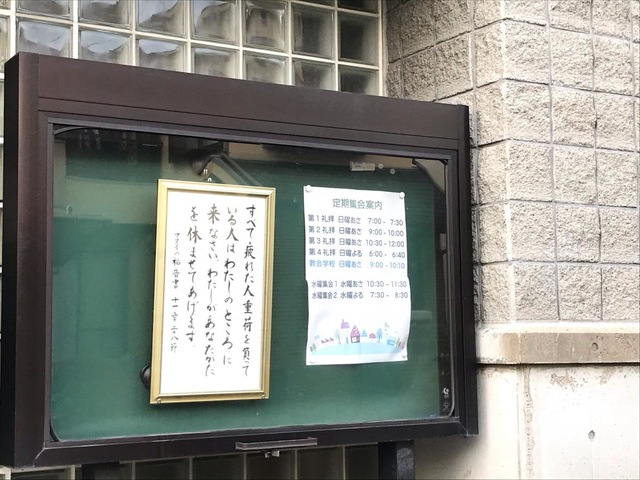 すべて疲れた人、重荷を負って
いる人はわたしのところに
来なさい。わたしがあなたがた
を休ませてあげます。
マタイの福音書 十一章二八節
定期集会案内
第1礼拝 日曜あさ 7:00 - 7:30
第2礼拝 日曜あさ 9:00 - 10:00
第3礼拝 日曜あさ 10:30 - 12:00
第4礼拝 日曜よる 6:00 - 6:40
教会学校 日曜あさ 9:00 - 10:10
水曜集会1 水曜あさ 10:30 - 11:30
水曜集会2 水曜よる 7:30 - 8:30